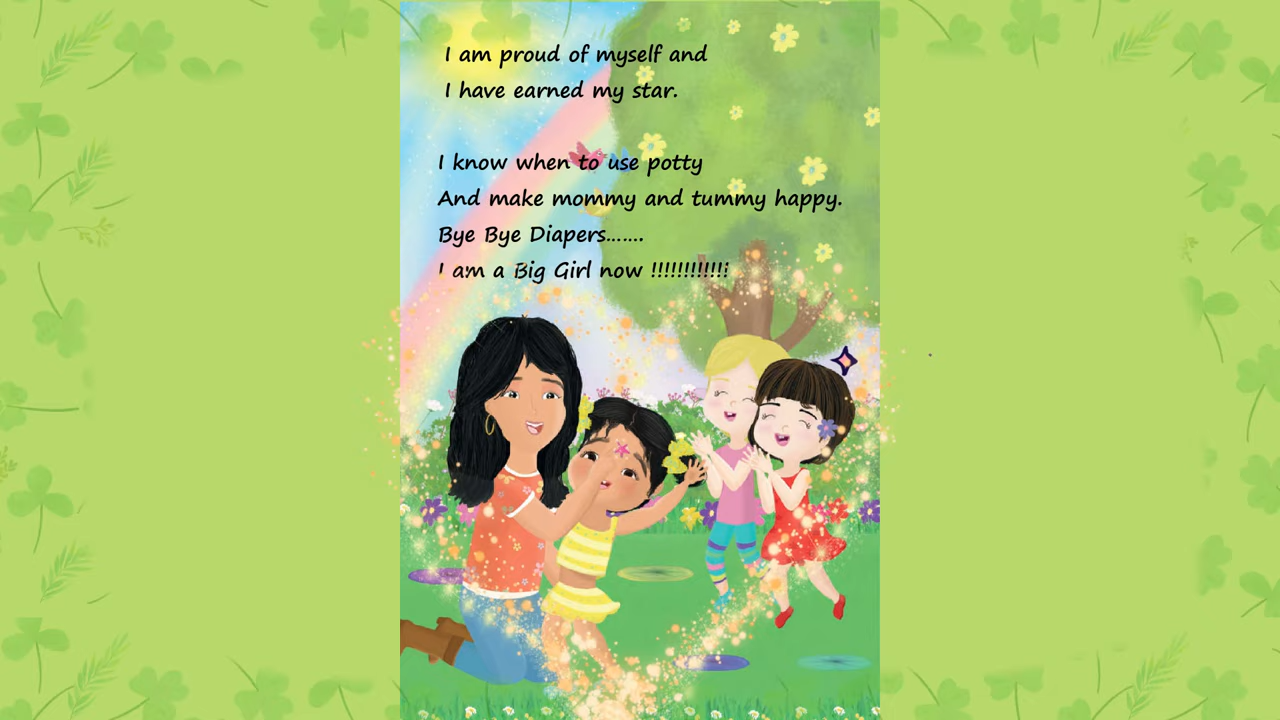 I am proud of myself and
I have earned my star.
I know when to use potty
And make mommy and tummy happy.
Bye Bye Diapers.......
I am a Big Girl now !!!!!!!!!!!!